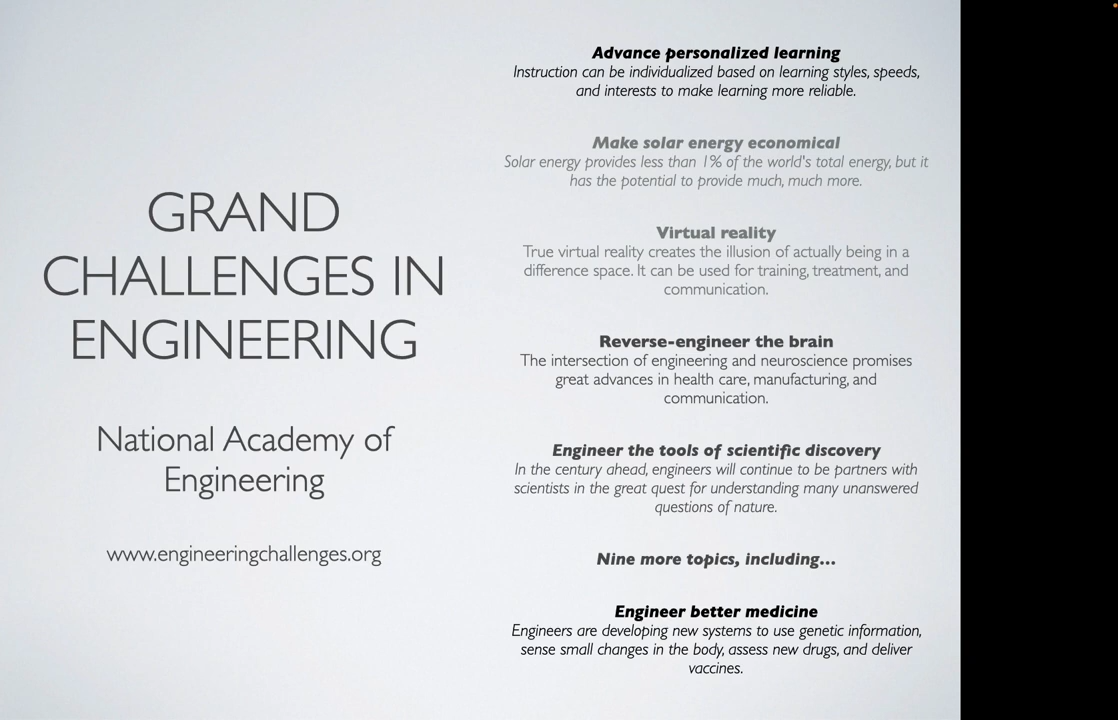 GRAND
CHALLENGES IN
ENGINEERING
National Academy of
Engineering
www.engineeringchallenges.org
Advance personalized learning
Instruction can be individualized based on learning styles, speeds,
and interests to make learning more reliable.
Make solar energy economical
Solar energy provides less than 1% of the world's total energy, but it
has the potential to provide much, much more.
Virtual reality
True virtual reality creates the illusion of actually being in a
difference space. It can be used for training, treatment, and
communication.
Reverse-engineer the brain
The intersection of engineering and neuroscience promises
great advances in health care, manufacturing, and
communication.
Engineer the tools of scientific discovery
In the century ahead, engineers will continue to be partners with
scientists in the great quest for understanding many unanswered
questions of nature.
Nine more topics, including...
Engineer better medicine
Engineers are developing new systems to use genetic information,
sense small changes in the body, assess new drugs, and deliver
vaccines.